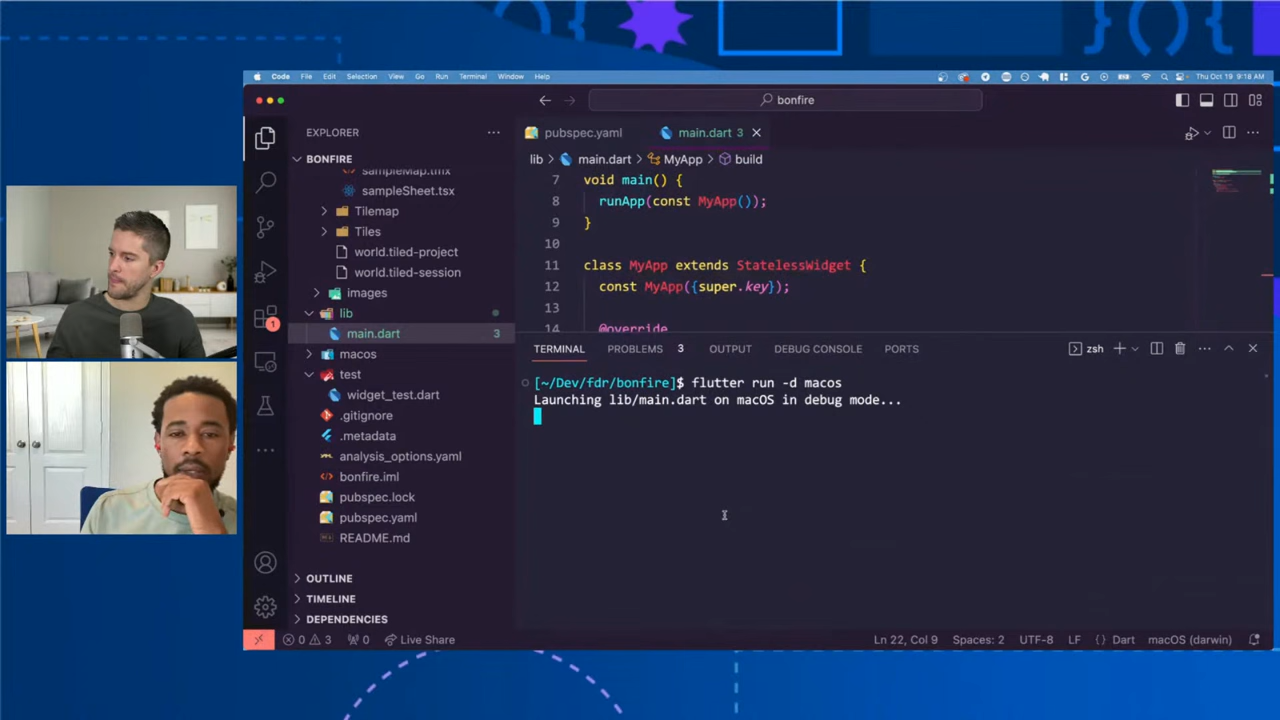 Code File Edit Selection View Go Run Terminal Window Help
Thu Oct 19 9:18 AM
bonfire
EXPLORER
BONFIRE
sampleMap.tmx
sampleSheet.tsx
Tilemap
Tiles
world.tiled-project
world.tiled-session
images
lib
main.dart 3
macos
test
widget_test.dart
.gitignore
.metadata
analysis_options.yaml
bonfire.iml
pubspec.lock
pubspec.yaml
README.md
OUTLINE
TIMELINE
DEPENDENCIES
1
pubspec.yaml
main.dart 3
lib > main.dart > MyApp > build
7 void main() {
8 runApp(const MyApp());
9 }
10
11 class MyApp extends StatelessWidget {
12 const MyApp({super.key});
13
14 @override
TERMINAL PROBLEMS 3 OUTPUT DEBUG CONSOLE PORTS
zsh
[~/Dev/fdr/bonfire]$ flutter run -d macos
Launching lib/main.dart on macOS in debug mode...
0 3 0 Live Share
Ln 22, Col 9 Spaces: 2 UTF-8 LF {} Dart macOS (darwin)